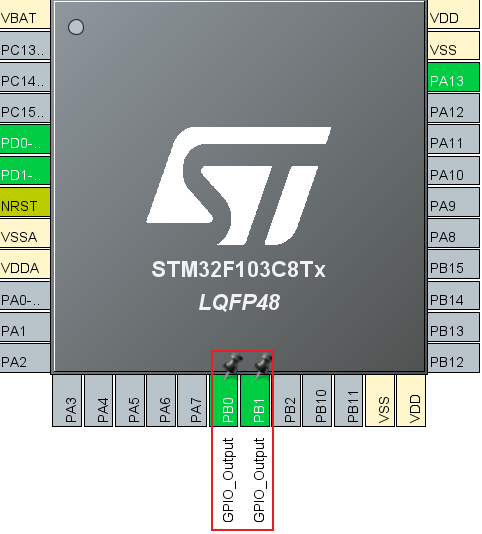 VBAT
PC13..
PC14..
PC15..
PD0-..
PD1-..
NRST
VSSA
VDDA
PA0-..
PA1
PA2
STM32F103C8Tx
LQFP48
VDD
VSS
PA13
PA12
PA11
PA10
PA9
PA8
PB15
PB14
PB13
PB12
PA3
PA4
PA5
PA6
PA7
PB0
PB1
PB2
PB10
PB11
VSS
VDD
GPIO_Output
GPIO_Output